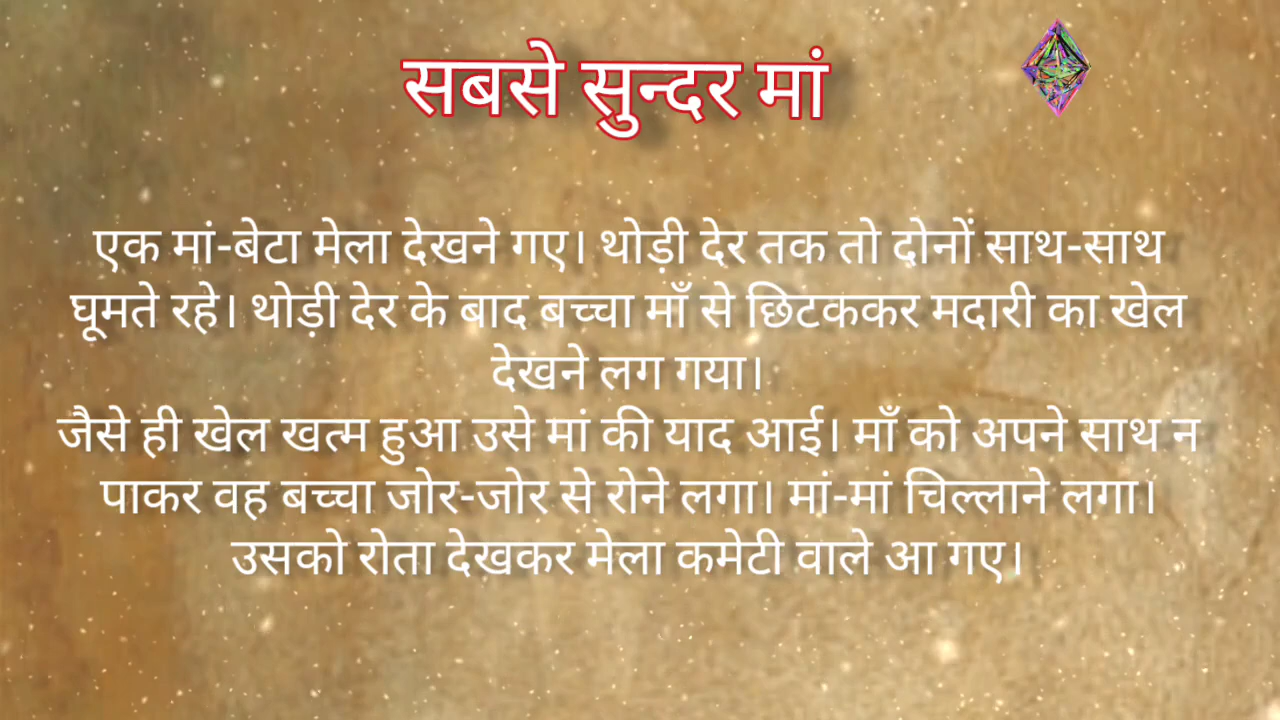 सबसे सुन्दर मां
एक मां-बेटा मेला देखने गए। थोड़ी देर तक तो दोनों साथ-साथ
घूमते रहे। थोड़ी देर के बाद बच्चा माँ से छिटककर मदारी का खेल
देखने लग गया।
जैसे ही खेल खत्म हुआ उसे मां की याद आई। माँ को अपने साथ न
पाकर वह बच्चा जोर-जोर से रोने लगा। मां-मां चिल्लाने लगा।
उसको रोता देखकर मेला कमेटी वाले आ गए।